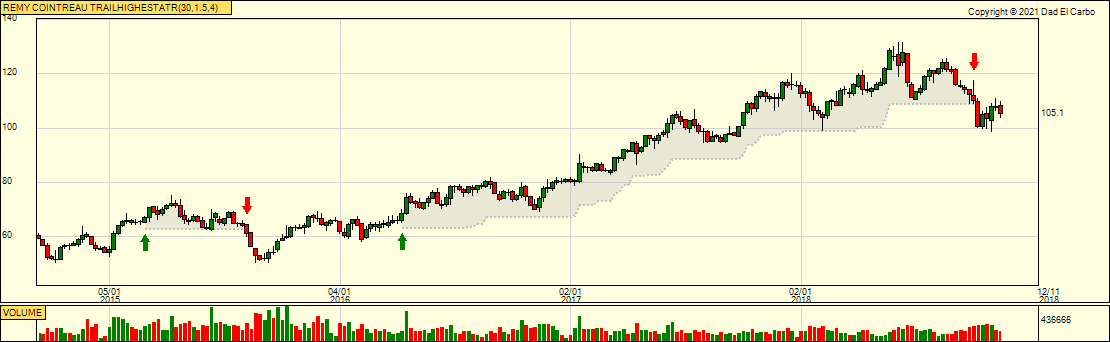 REMY COINTREAU TRAILHIGHESTATR(30,1.5,4)
Copyright © 2021 Dad El Carbo
140
120
105.1
100
80
60
05/01 04/01 02/01 02/01 12/11
2015 2016 2017 2018 2018
VOLUME
436666